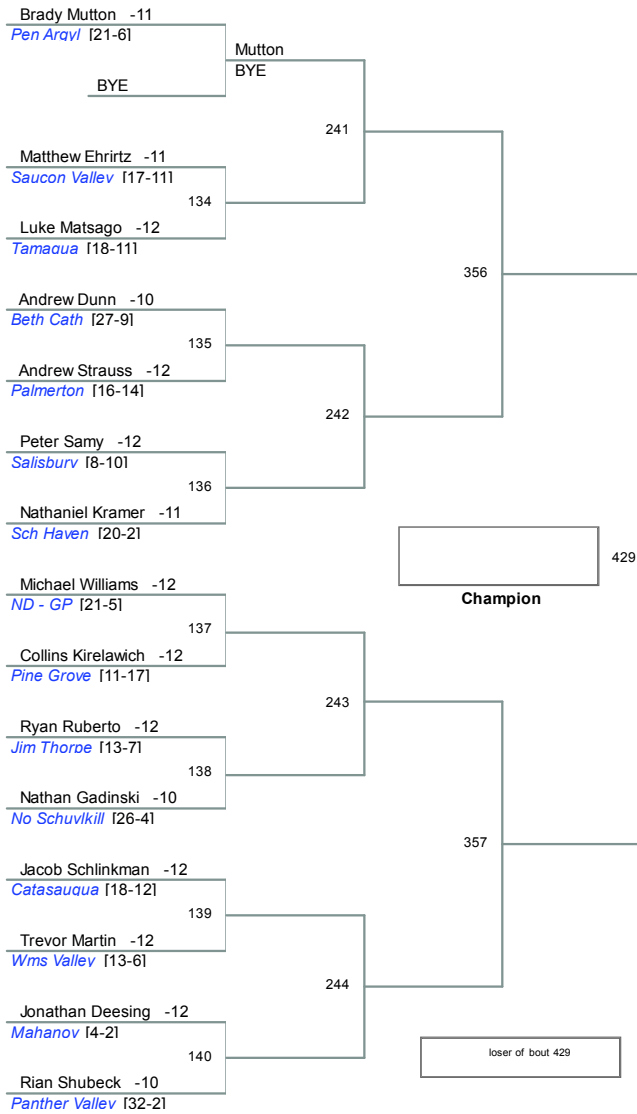 Brady Mutton -11
Pen Argyl [21-6]
Mutton
BYE
BYE
241
Matthew Ehrirtz -11
Saucon Valley [17-11]
134
Luke Matsago -12
Tamaqua [18-11]
356
Andrew Dunn -10
Beth Cath [27-9]
135
Andrew Strauss -12
Palmerton [16-14]
242
Peter Samy -12
Salisbury [8-10]
136
Nathaniel Kramer -11
Sch Haven [20-2]
429
Champion
Michael Williams -12
ND - GP [21-5]
137
Collins Kirelawich -12
Pine Grove [11-17]
243
Ryan Ruberto -12
Jim Thorpe [13-7]
138
Nathan Gadinski -10
No Schuylkill [26-4]
357
Jacob Schlinkman -12
Catasauqua [18-12]
139
Trevor Martin -12
Wms Valley [13-6]
244
Jonathan Deesing -12
Mahanoy [4-2]
loser of bout 429
140
Rian Shubeck -10
Panther Valley [32-2]